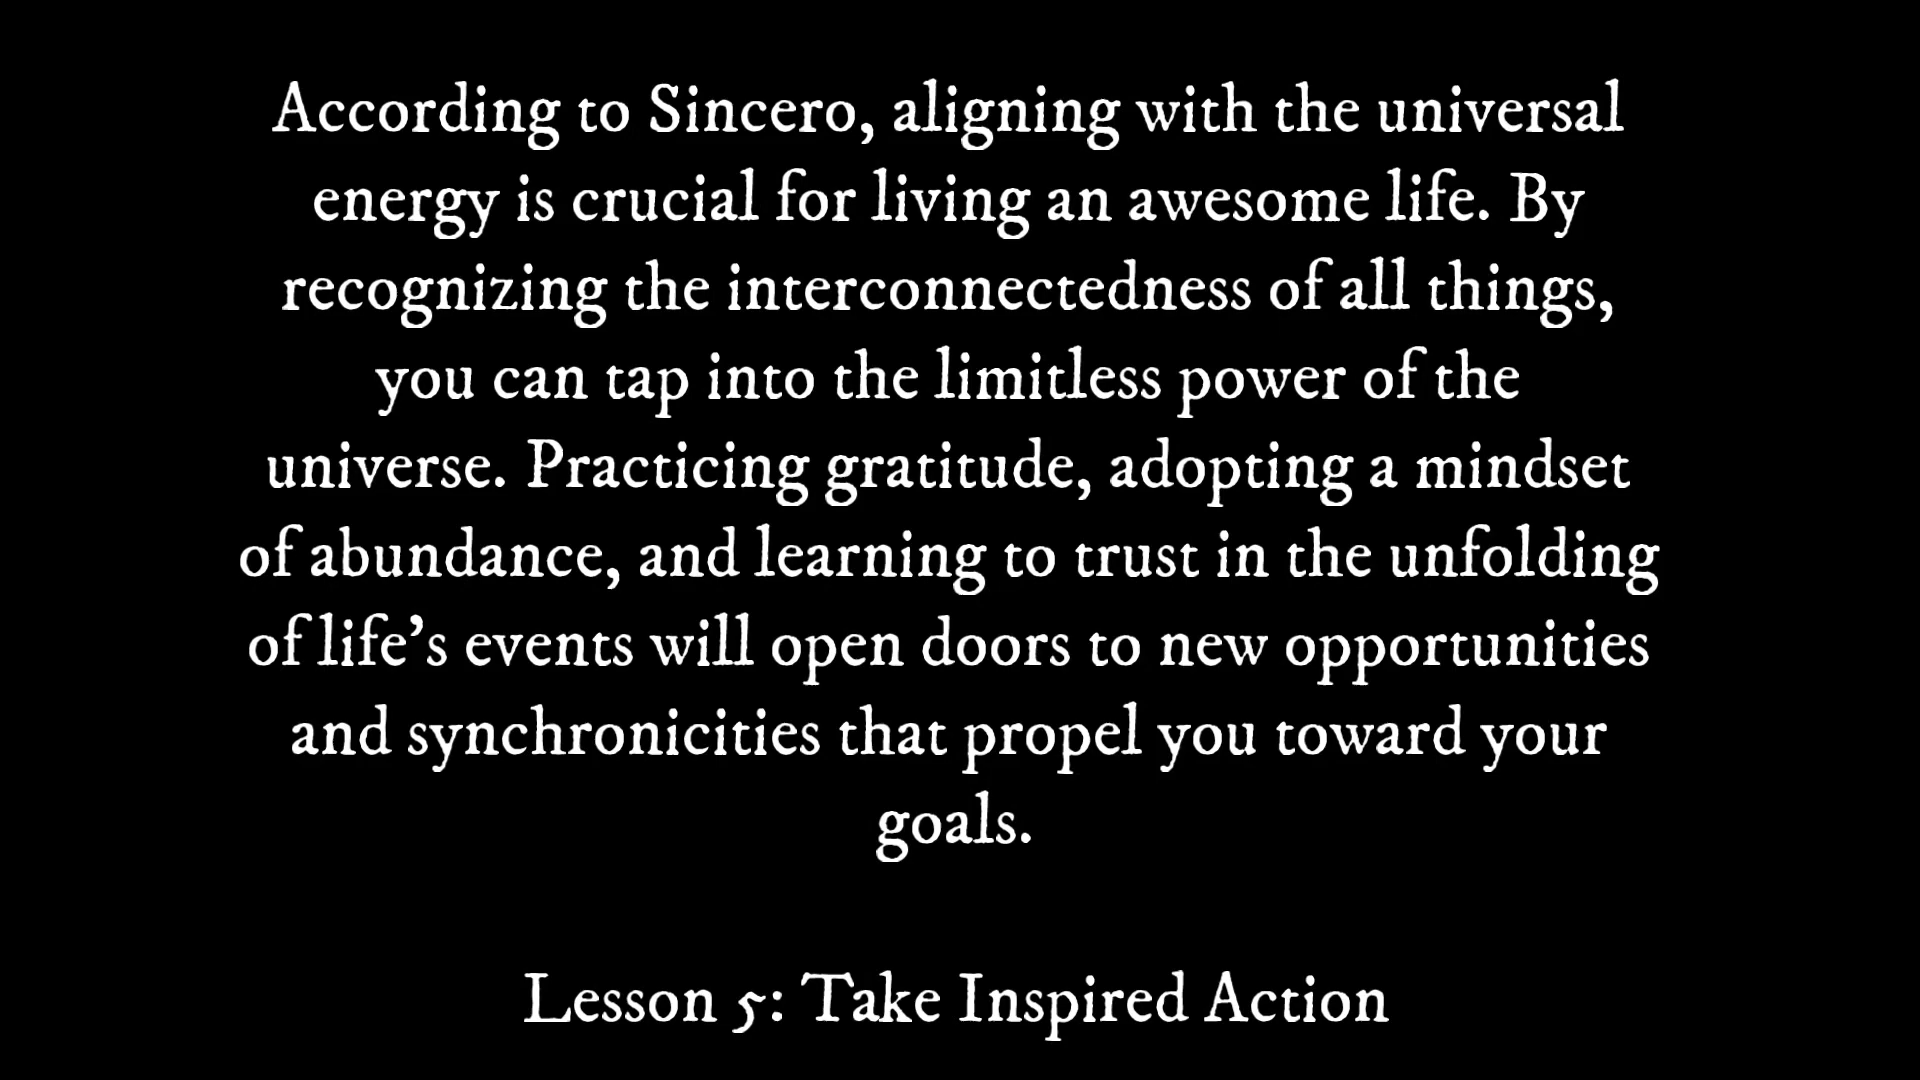 According to Sincero, aligning with the universal
energy is crucial for living an awesome life. By
recognizing the interconnectedness of all things,
you can tap into the limitless power of the
universe. Practicing gratitude, adopting a mindset
of abundance, and learning to trust in the unfolding
of life’s events will open doors to new opportunities
and synchronicities that propel you toward your
goals.
Lesson 5: Take Inspired Action